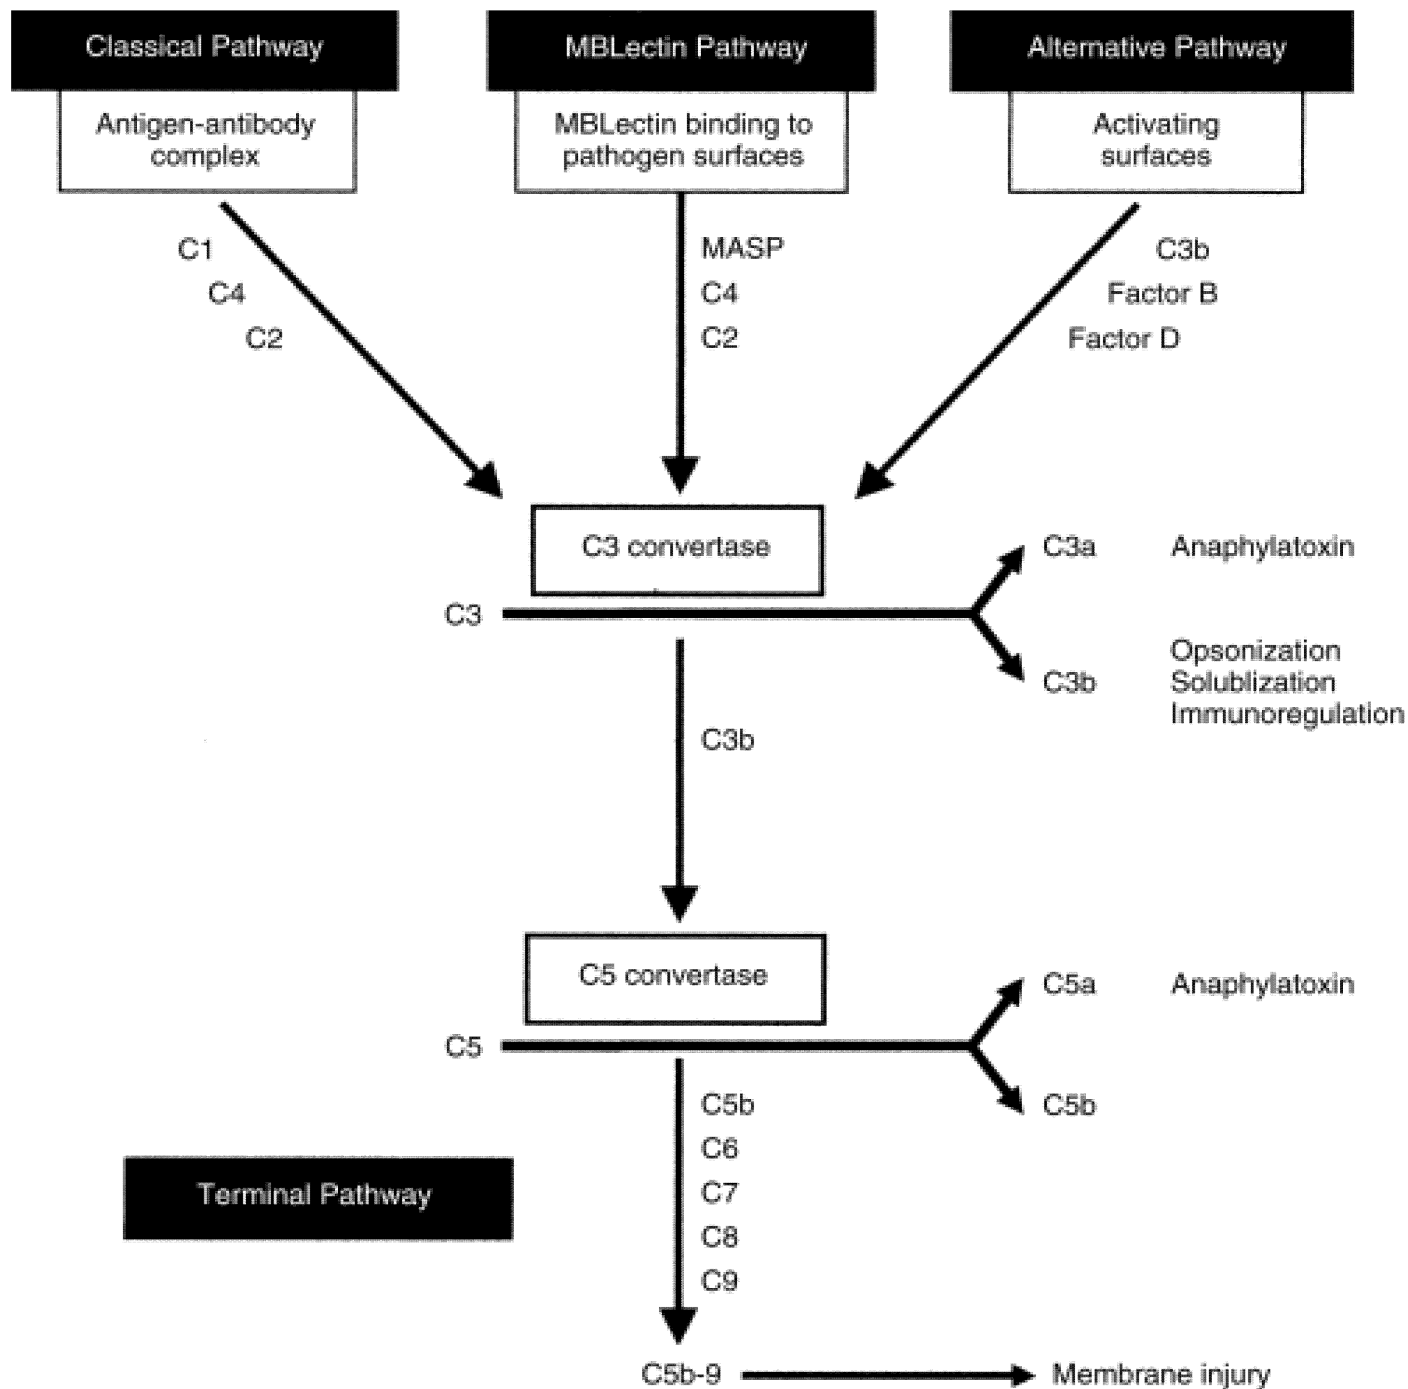 Classical Pathway
MBLectin Pathway
Alternative Pathway
Antigen-antibody
complex
MBLectin binding to
pathogen surfaces
Activating
surfaces
C1
C4
C2
MASP
C4
C2
C3b
Factor B
Factor D
C3 convertase
C3
C3a Anaphylatoxin
C3b
Opsonization
Solublization
Immunoregulation
C3b
C5 convertase
C5
C5a Anaphylatoxin
C5b
C5b
C6
C7
C8
C9
Terminal Pathway
C5b-9
Membrane injury